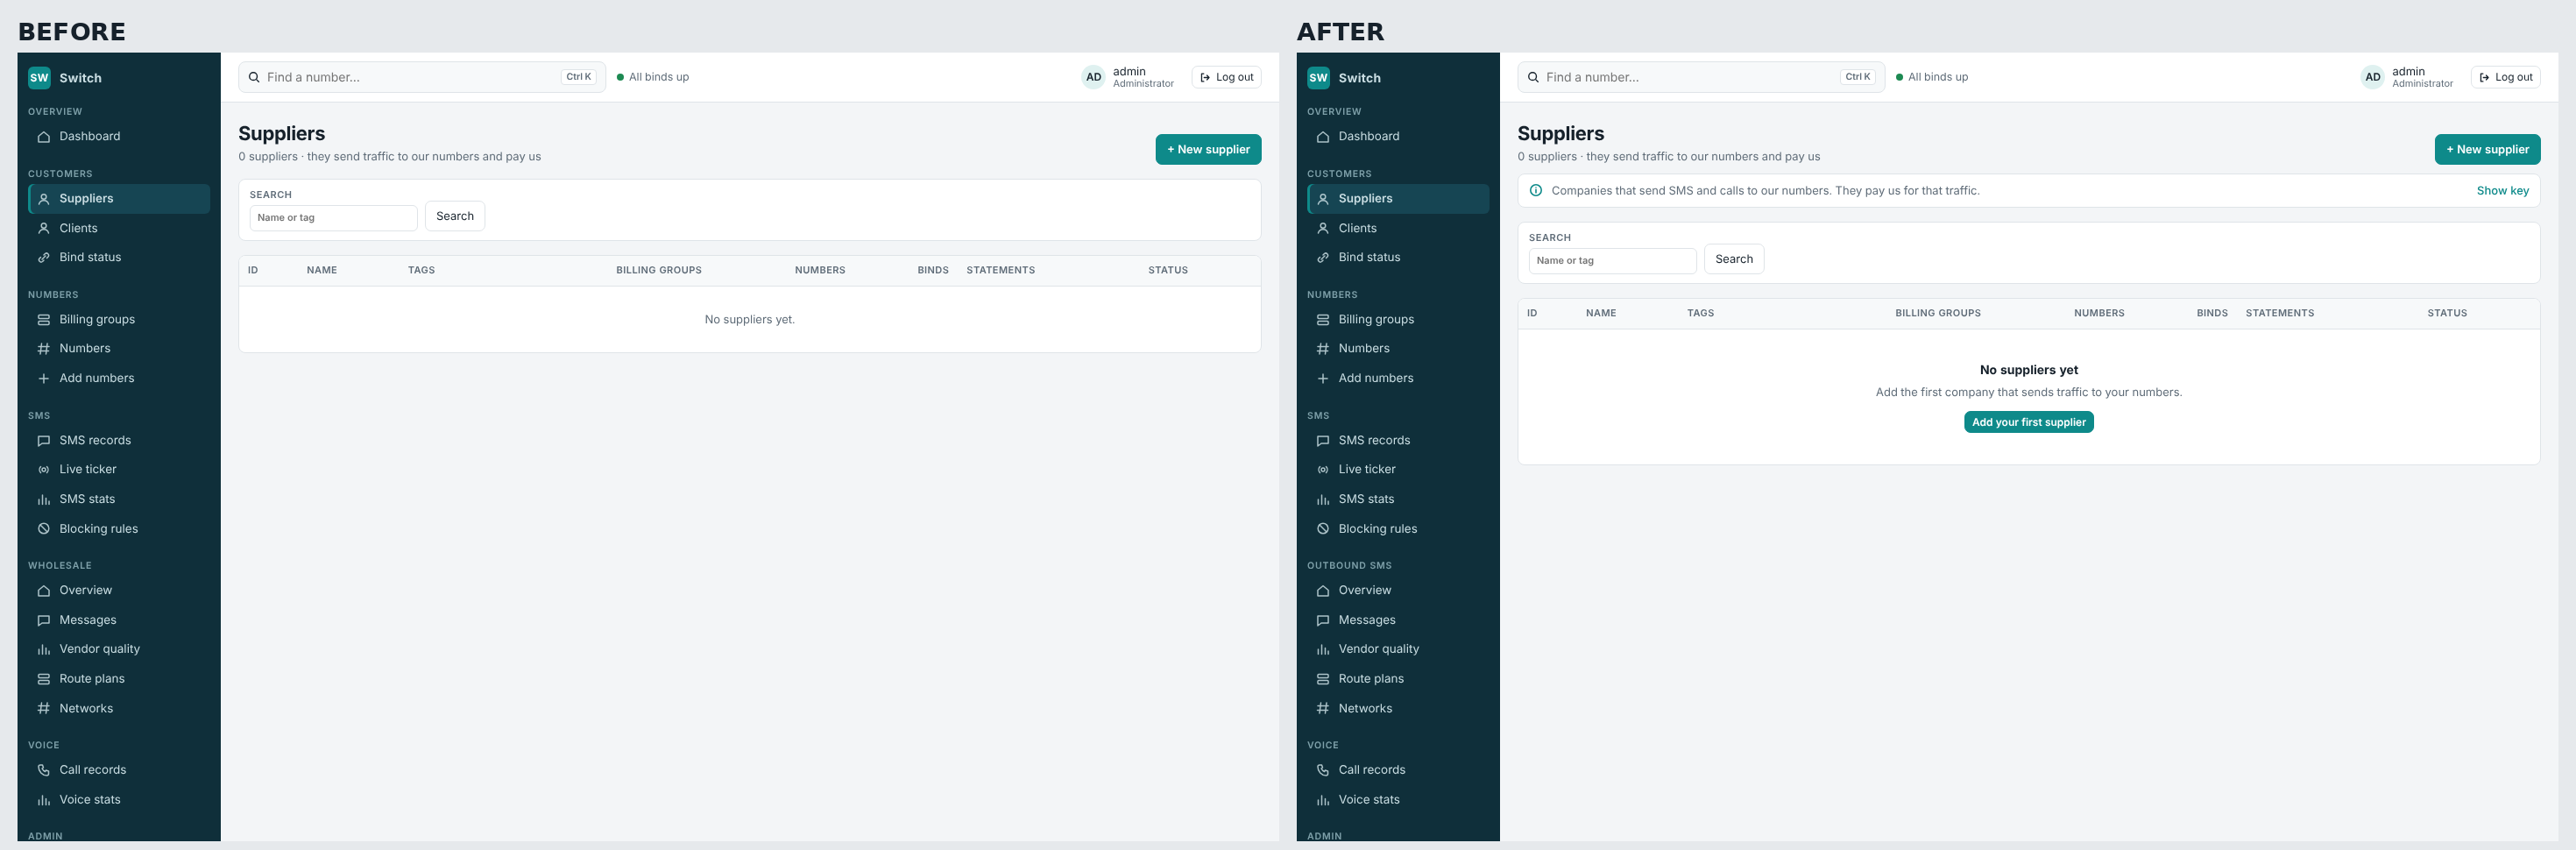 BEFORE
SW Switch
OVERVIEW
Dashboard
CUSTOMERS
Suppliers
Clients
Bind status
NUMBERS
Billing groups
Numbers
Add numbers
SMS
SMS records
Live ticker
SMS stats
Blocking rules
WHOLESALE
Overview
Messages
Vendor quality
Route plans
Networks
VOICE
Call records
Voice stats
ADMIN
Find a number... Ctrl K All binds up AD admin Log out
Administrator
Suppliers
0 suppliers · they send traffic to our numbers and pay us
+ New supplier
SEARCH
Name or tag Search
ID NAME TAGS BILLING GROUPS NUMBERS BINDS STATEMENTS STATUS
No suppliers yet.
AFTER
SW Switch
OVERVIEW
Dashboard
CUSTOMERS
Suppliers
Clients
Bind status
NUMBERS
Billing groups
Numbers
Add numbers
SMS
SMS records
Live ticker
SMS stats
Blocking rules
OUTBOUND SMS
Overview
Messages
Vendor quality
Route plans
Networks
VOICE
Call records
Voice stats
ADMIN
Find a number... Ctrl K All binds up AD admin Log out
Administrator
Suppliers
0 suppliers · they send traffic to our numbers and pay us
+ New supplier
Companies that send SMS and calls to our numbers. They pay us for that traffic. Show key
SEARCH
Name or tag Search
ID NAME TAGS BILLING GROUPS NUMBERS BINDS STATEMENTS STATUS
No suppliers yet
Add the first company that sends traffic to your numbers.
Add your first supplier